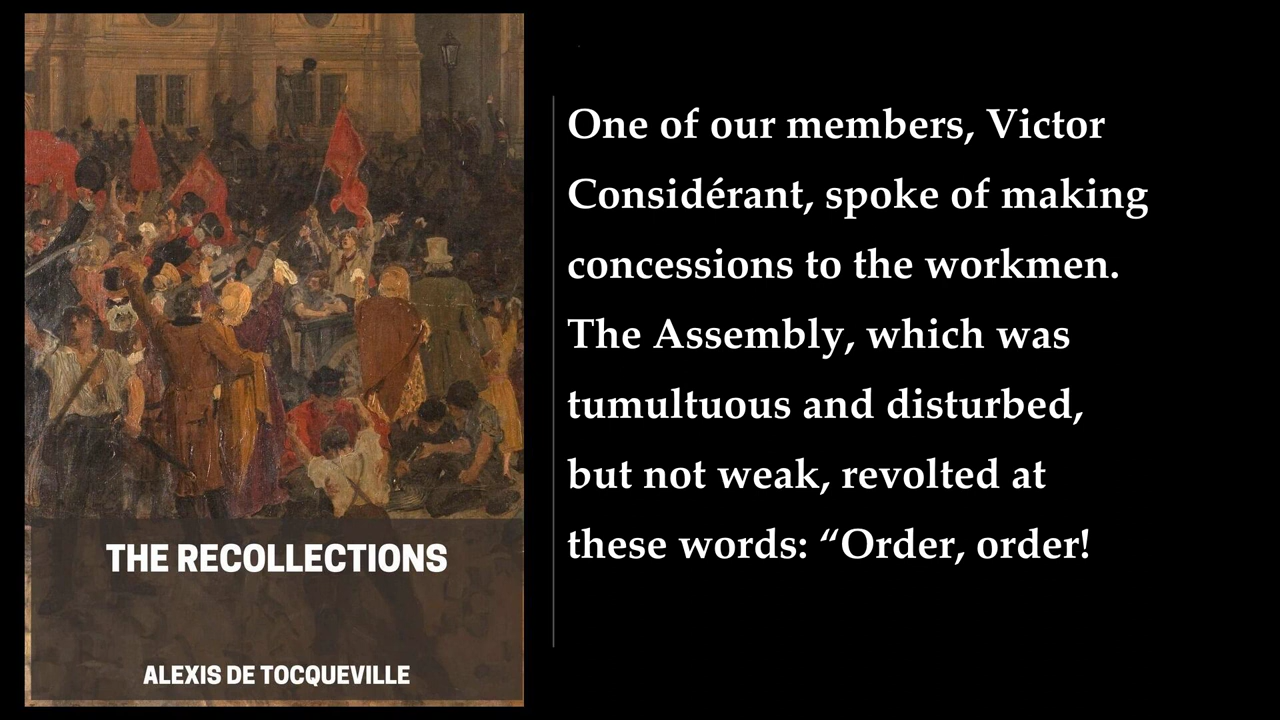 THE RECOLLECTIONS
ALEXIS DE TOCQUEVILLE
One of our members, Victor
Considérant, spoke of making
concessions to the workmen.
The Assembly, which was
tumultuous and disturbed,
but not weak, revolted at
these words: “Order, order!